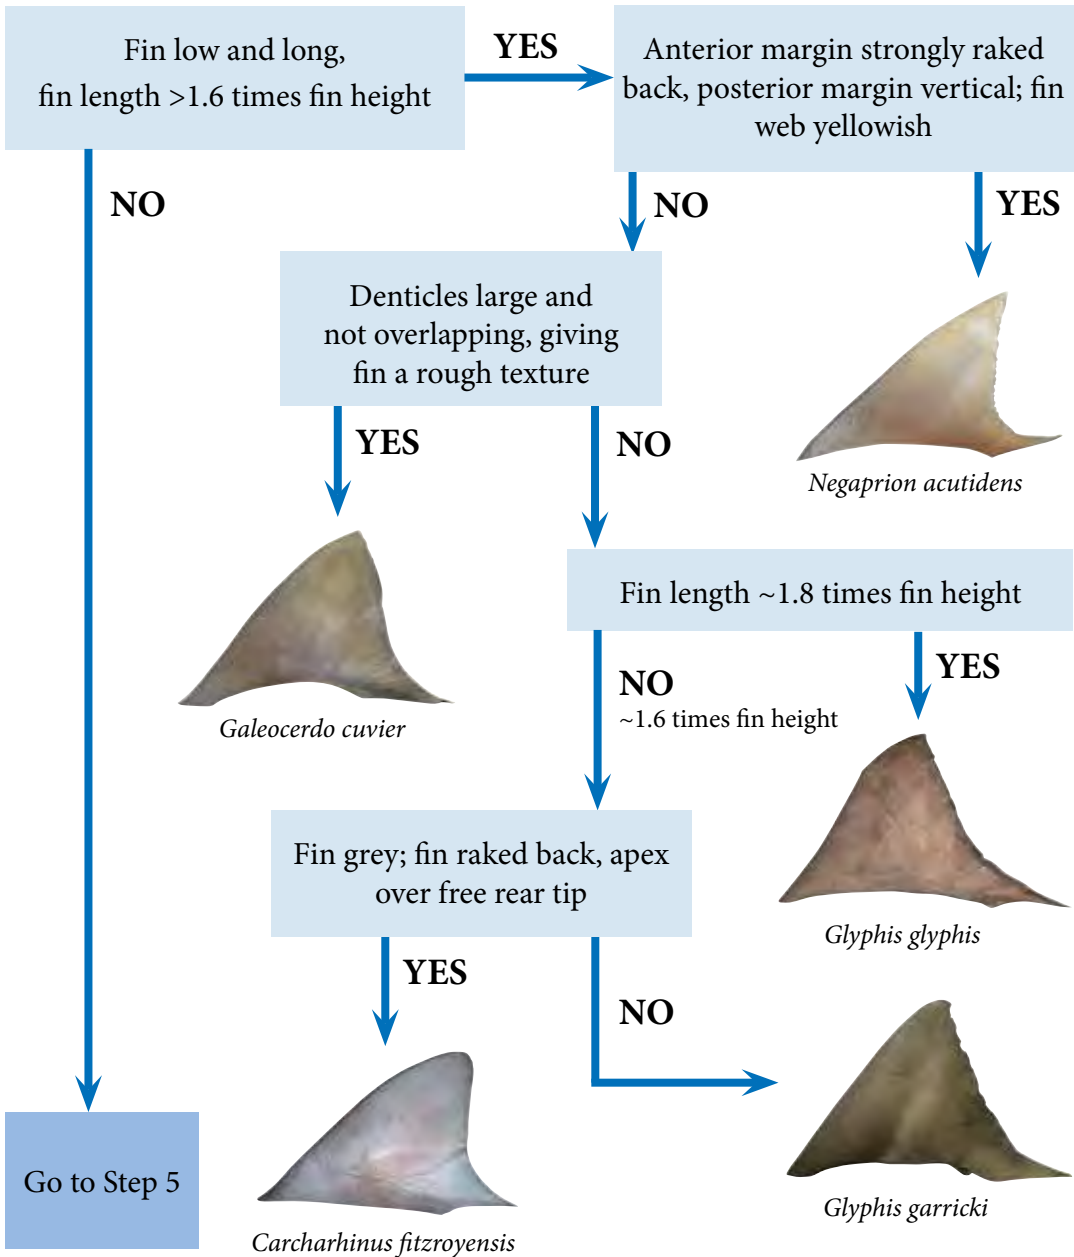 Fin low and long,
fin length >1.6 times fin height
YES
Anterior margin strongly raked
back, posterior margin vertical; fin
web yellowish
NO
NO
YES
Denticles large and
not overlapping, giving
fin a rough texture
Negaprion acutidens
YES
NO
Galeocerdo cuvier
Fin length ~1.8 times fin height
NO
~1.6 times fin height
YES
Glyphis glyphis
Fin grey; fin raked back, apex
over free rear tip
YES
NO
Go to Step 5
Carcharhinus fitzroyensis
Glyphis garricki